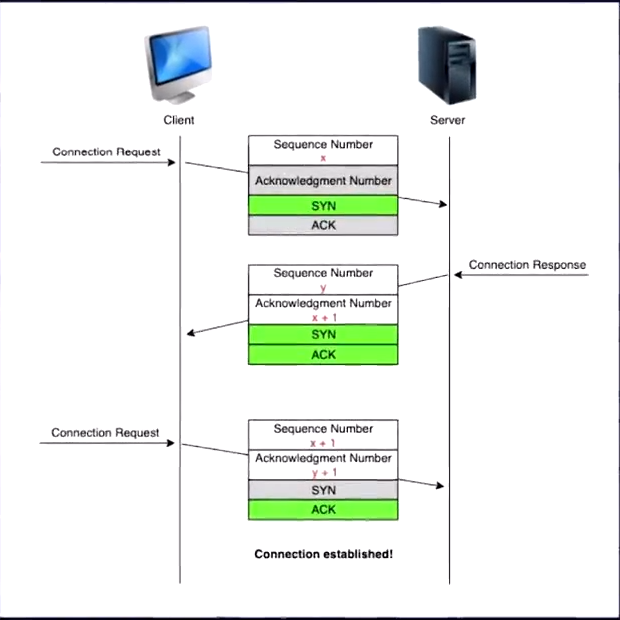 Client
Server
Connection Request
Sequence Number
x
Acknowledgment Number
SYN
ACK
Connection Response
Sequence Number
y
Acknowledgment Number
x + 1
SYN
ACK
Connection Request
Sequence Number
x + 1
Acknowledgment Number
y + 1
SYN
ACK
Connection established!